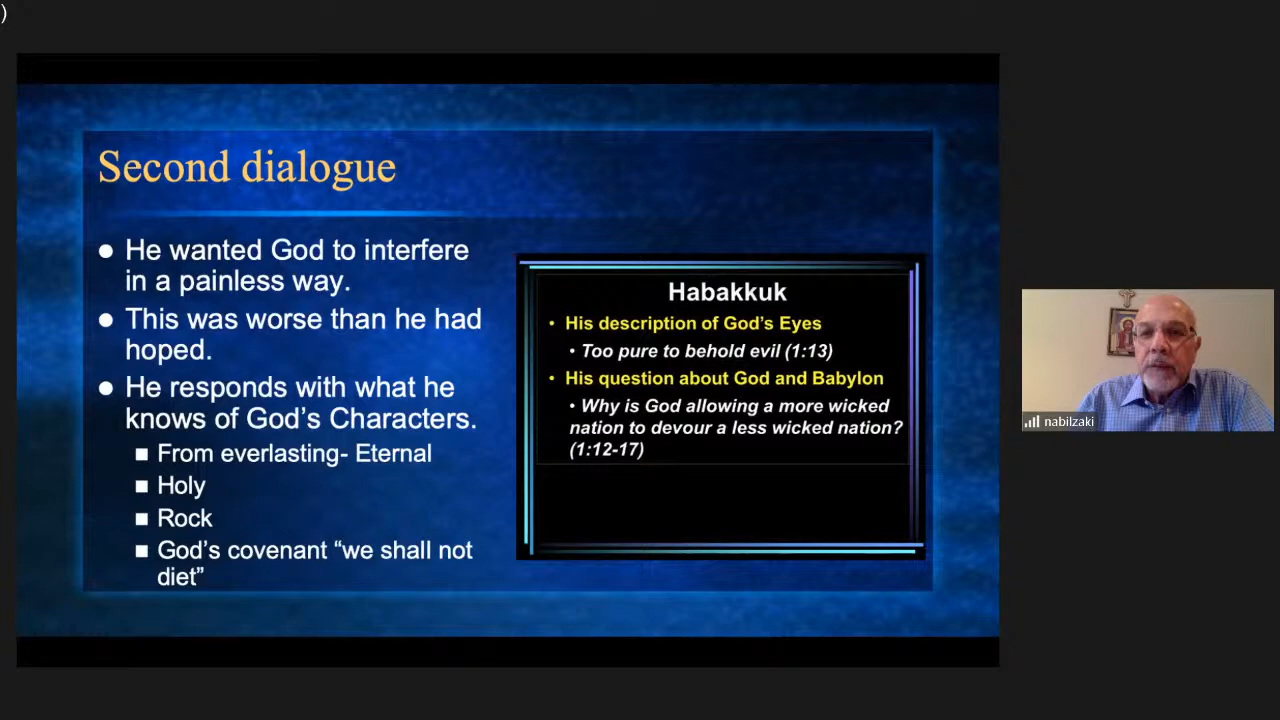 )
Second dialogue
● He wanted God to interfere
in a painless way.
● This was worse than he had
hoped.
● He responds with what he
knows of God’s Characters.
■ From everlasting- Eternal
■ Holy
■ Rock
■ God’s covenant “we shall not
diet”
Habakkuk
• His description of God’s Eyes
• Too pure to behold evil (1:13)
• His question about God and Babylon
• Why is God allowing a more wicked
nation to devour a less wicked nation?
(1:12-17)
nabilzaki